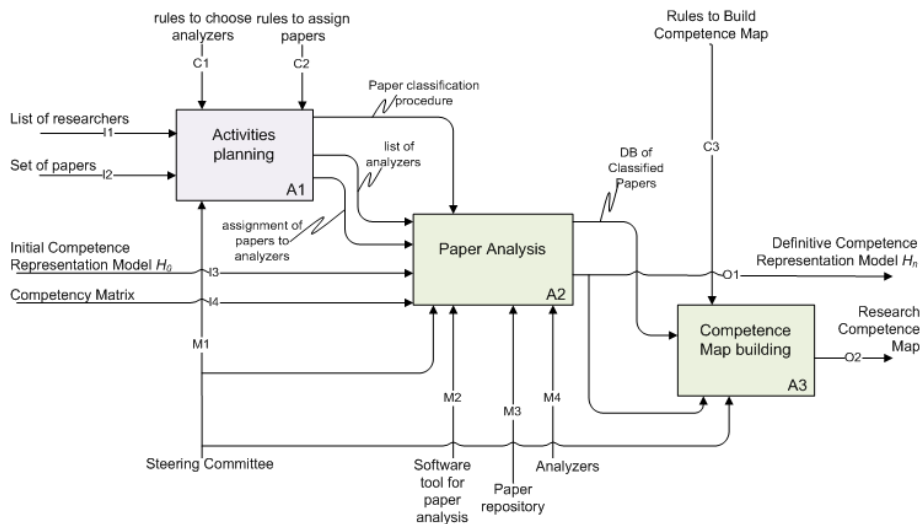 rules to choose
analyzers
rules to assign
papers
Rules to Build
Competence Map
C1
C2
Paper classification
procedure
List of researchers
I1
Activities
planning
A1
Set of papers
I2
list of
analyzers
C3
DB of
Classified
Papers
assignment of
papers to
analyzers
Initial Competence
Representation Model H₀
I3
Paper Analysis
A2
Definitive Competence
Representation Model Hₙ
O1
Competency Matrix
I4
Competence
Map building
A3
Research
Competence
Map
O2
M1
M2
M3
M4
Steering Committee
Software
tool for
paper
analysis
Paper
repository
Analyzers